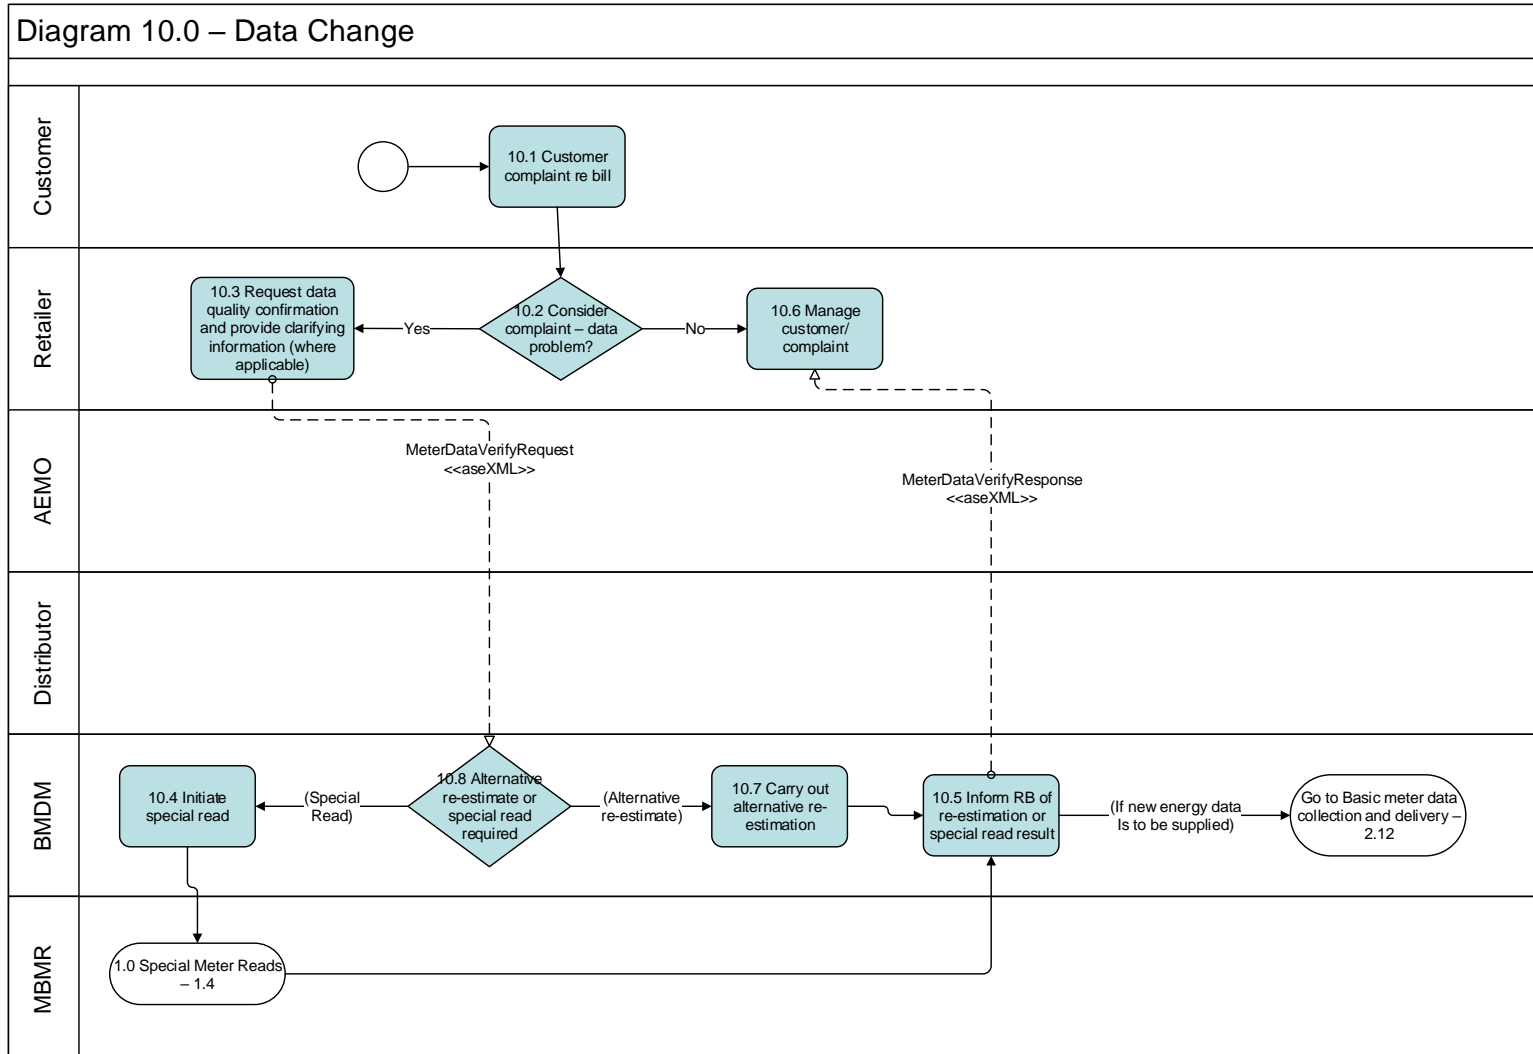 Diagram 10.0 – Data Change
Customer
10.1 Customer
complaint re bill
Retailer
10.3 Request data
quality confirmation
and provide clarifying
information (where
applicable)
Yes
10.2 Consider
complaint – data
problem?
No
10.6 Manage
customer/
complaint
AEMO
MeterDataVerifyRequest
<<aseXML>>
MeterDataVerifyResponse
<<aseXML>>
Distributor
BMDM
10.4 Initiate
special read
(Special
Read)
10.8 Alternative
re-estimate or
special read
required
(Alternative
re-estimate)
10.7 Carry out
alternative re-
estimation
10.5 Inform RB of
re-estimation or
special read result
(If new energy data
Is to be supplied)
Go to Basic meter data
collection and delivery –
2.12
MBMR
1.0 Special Meter Reads
– 1.4